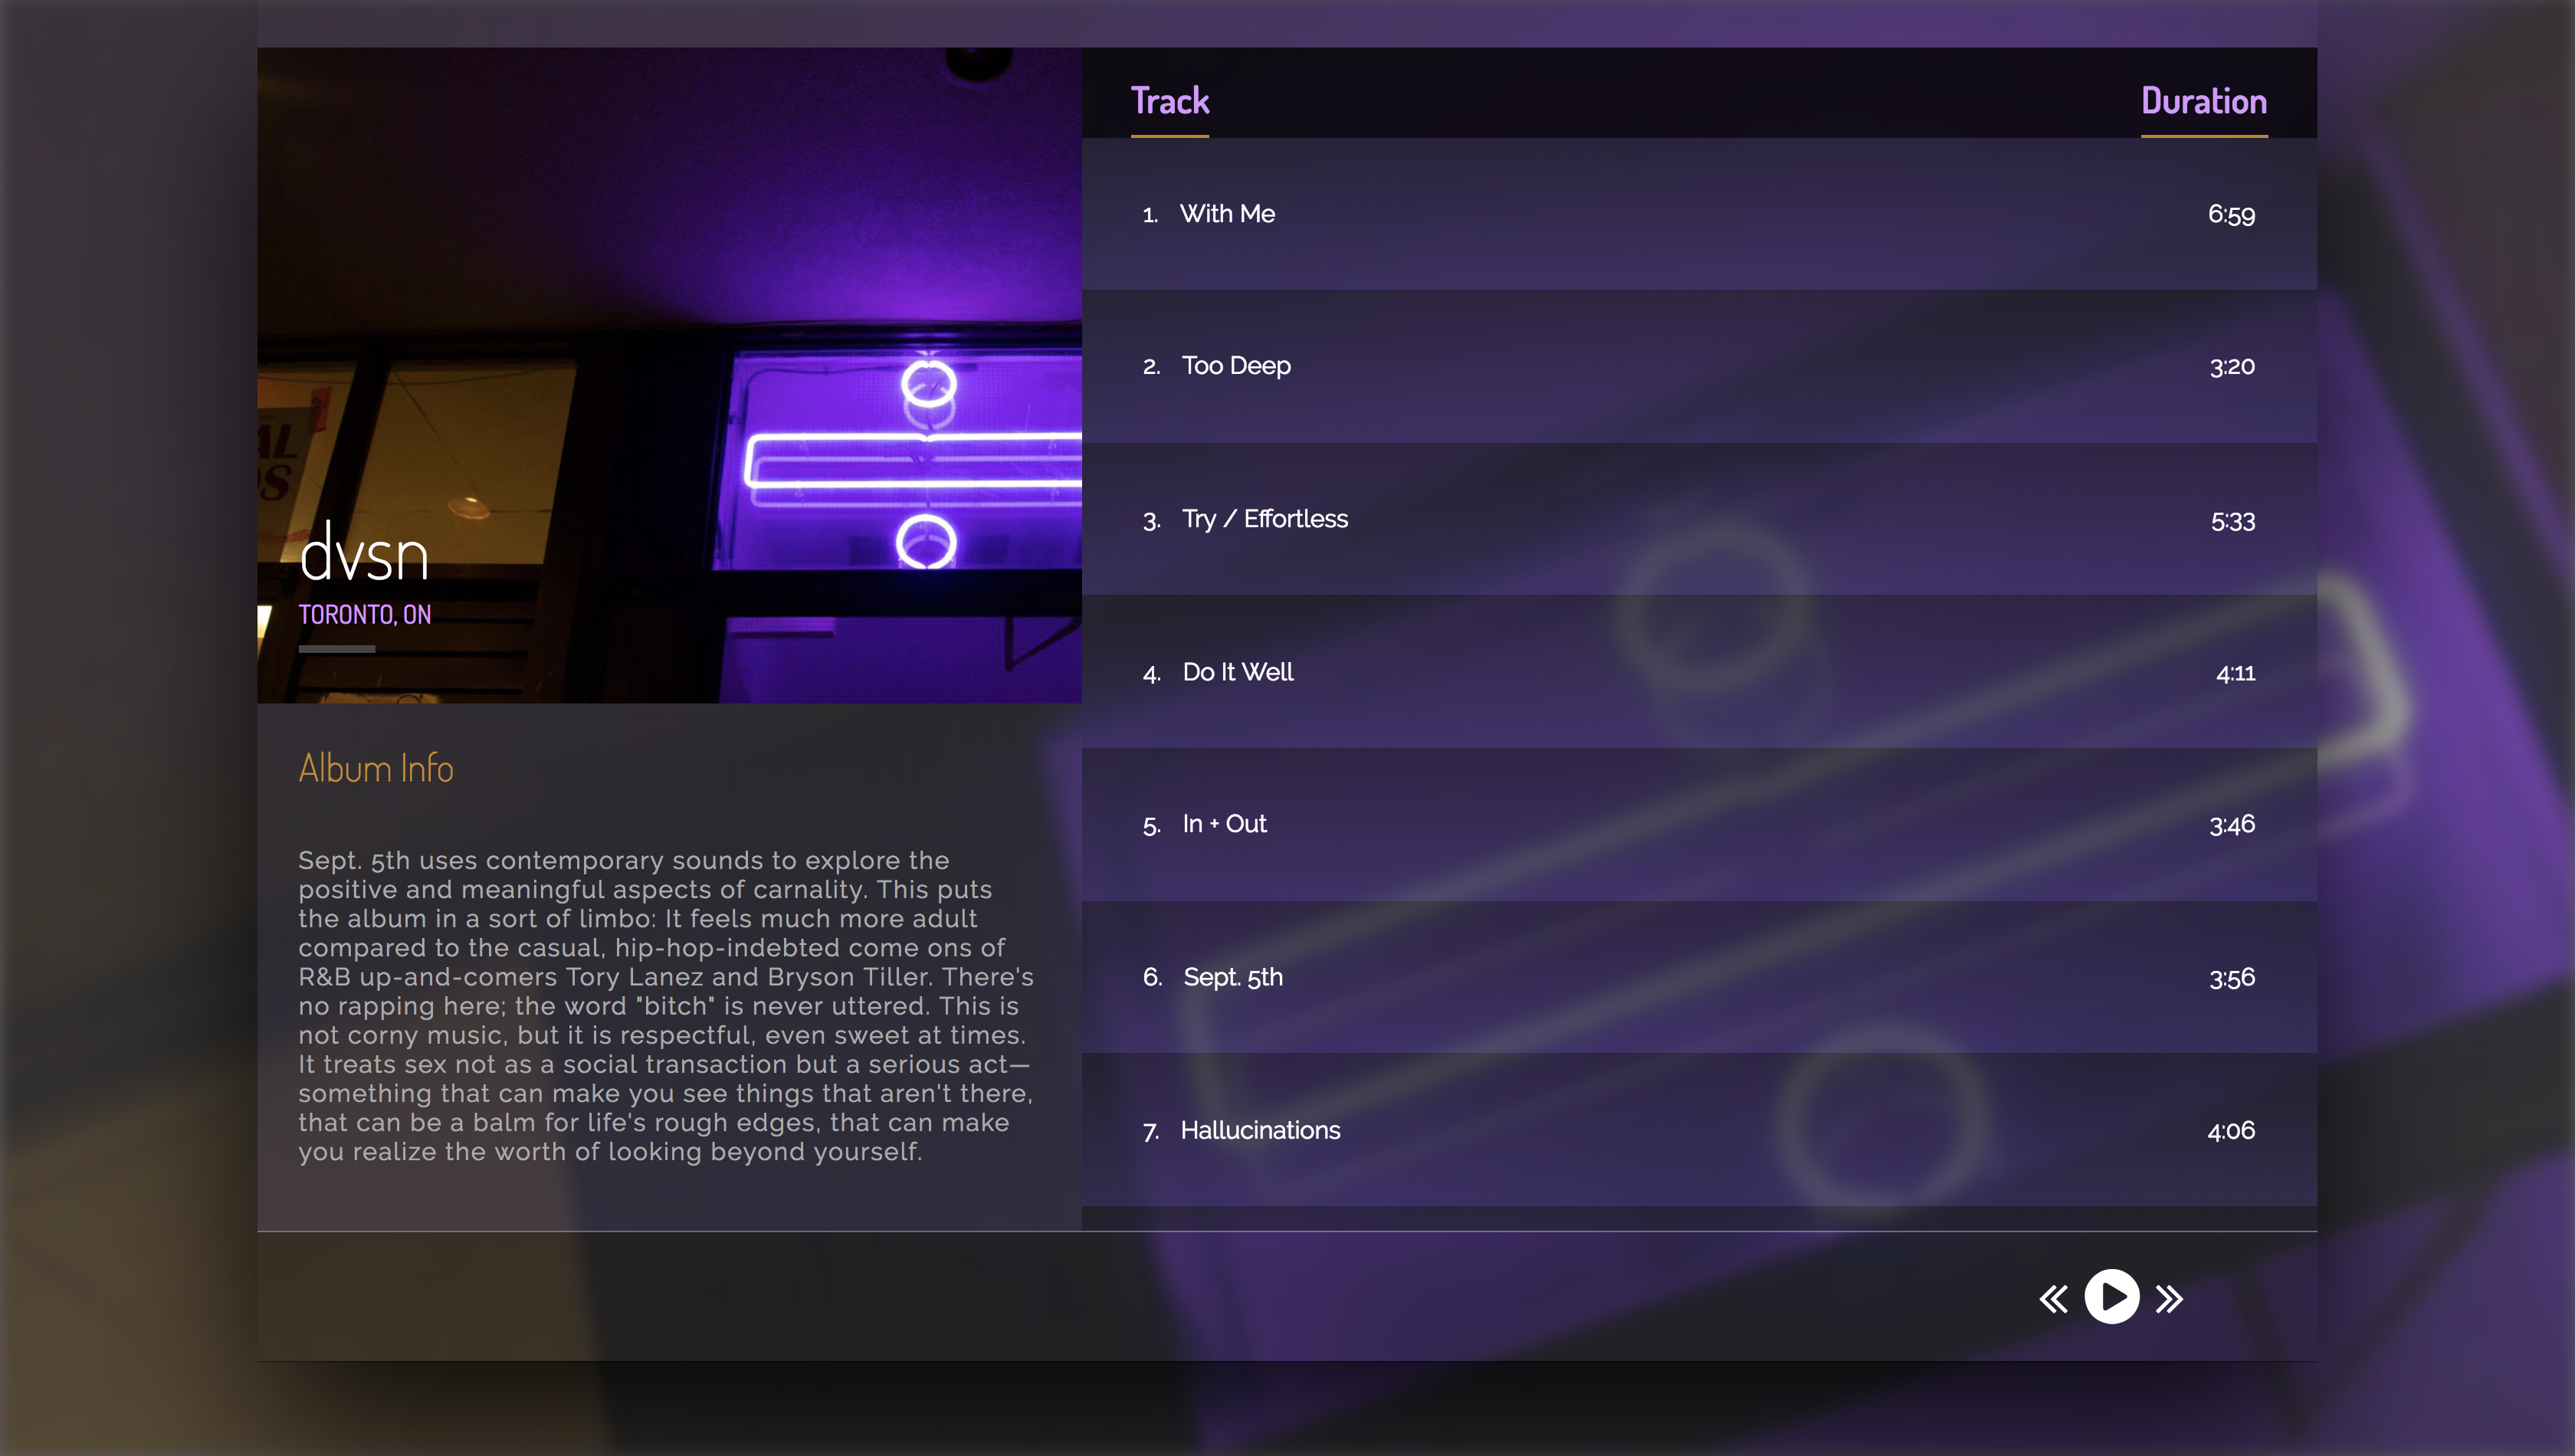 dvsn
TORONTO, ON
Album Info
Sept. 5th uses contemporary sounds to explore the
positive and meaningful aspects of carnality. This puts
the album in a sort of limbo: It feels much more adult
compared to the casual, hip-hop-indebted come ons of
R&B up-and-comers Tory Lanez and Bryson Tiller. There's
no rapping here; the word "bitch" is never uttered. This is
not corny music, but it is respectful, even sweet at times.
It treats sex not as a social transaction but a serious act—
something that can make you see things that aren't there,
that can be a balm for life's rough edges, that can make
you realize the worth of looking beyond yourself.
Track Duration
1. With Me 6:59
2. Too Deep 3:20
3. Try / Effortless 5:33
4. Do It Well 4:11
5. In + Out 3:46
6. Sept. 5th 3:56
7. Hallucinations 4:06